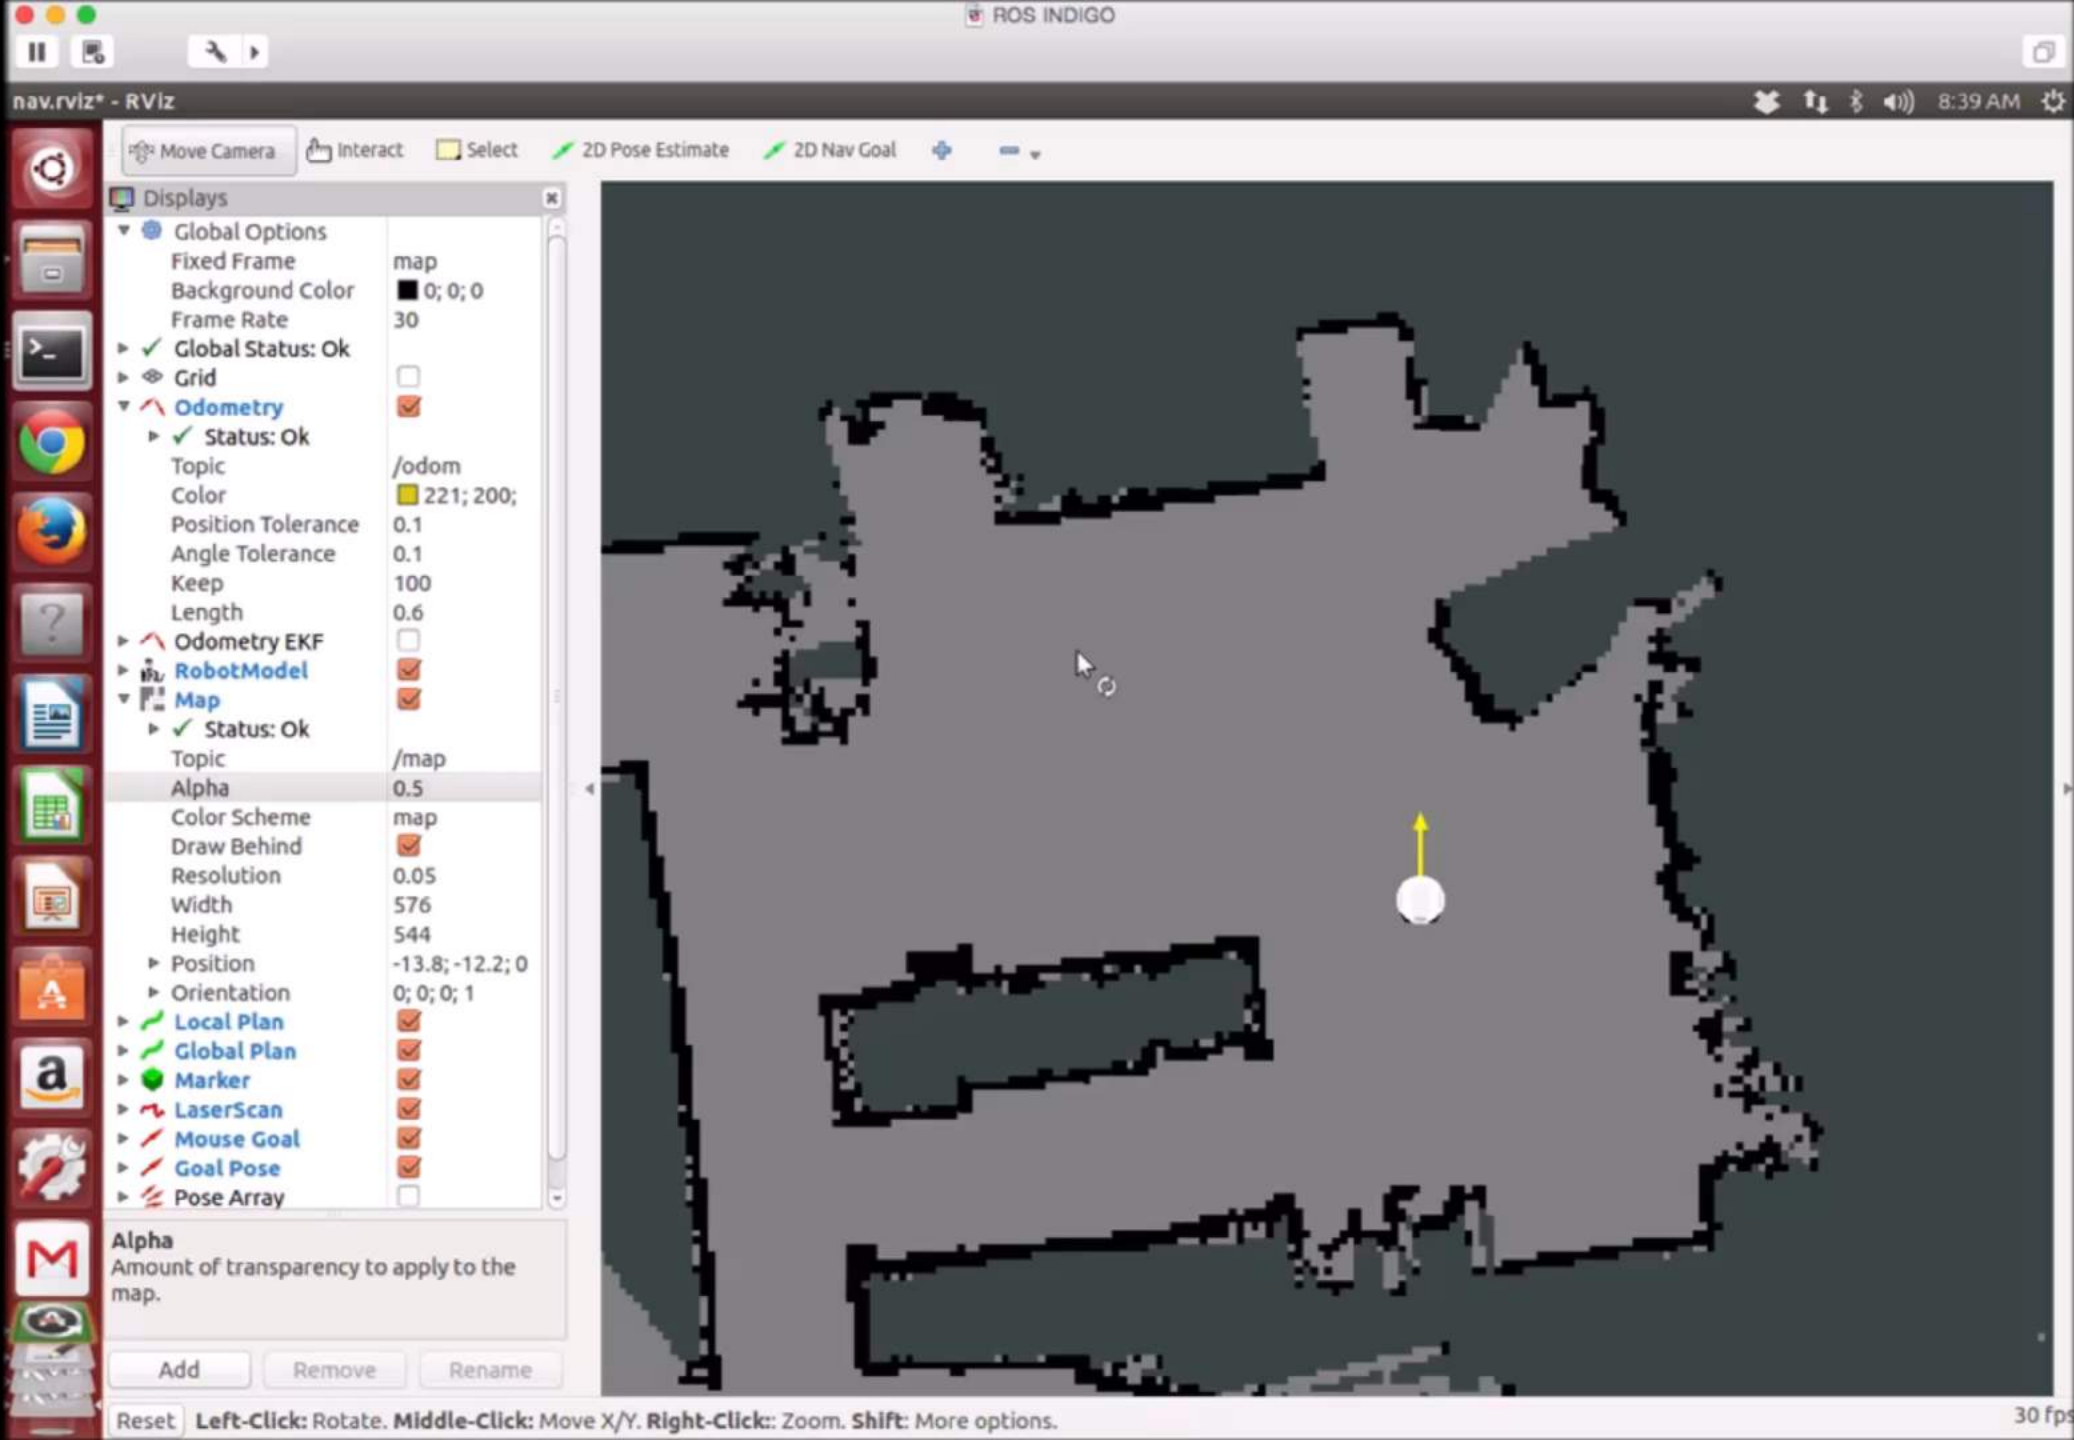 ROS INDIGO
nav.rviz* - RViz
8:39 AM
Move Camera Interact Select 2D Pose Estimate 2D Nav Goal
Displays
Global Options
Fixed Frame map
Background Color 0; 0; 0
Frame Rate 30
Global Status: Ok
Grid
Odometry
Status: Ok
Topic /odom
Color 221; 200;
Position Tolerance 0.1
Angle Tolerance 0.1
Keep 100
Length 0.6
Odometry EKF
RobotModel
Map
Status: Ok
Topic /map
Alpha 0.5
Color Scheme map
Draw Behind
Resolution 0.05
Width 576
Height 544
Position -13.8; -12.2; 0
Orientation 0; 0; 0; 1
Local Plan
Global Plan
Marker
LaserScan
Mouse Goal
Goal Pose
Pose Array
Alpha
Amount of transparency to apply to the
map.
Add Remove Rename
Reset Left-Click: Rotate. Middle-Click: Move X/Y. Right-Click:: Zoom. Shift: More options.
30 fps